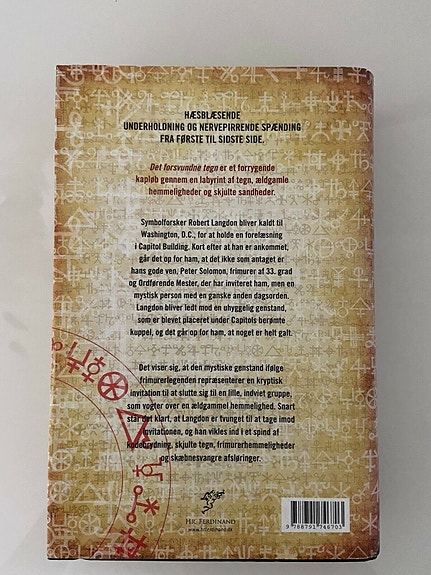 HÆSBLÆSENDE
UNDERHOLDNING OG NERVEPIRRENDE SPÆNDING
FRA FØRSTE TIL SIDSTE SIDE.
Det forsvundne tegn er et forrygende
kapløb gennem en labyrint af tegn, ældgamle
hemmeligheder og skjulte sandheder.
Symbolforsker Robert Langdon bliver kaldt til
Washington, D.C., for at holde en forelæsning
i Capitol Building. Kort efter at han er ankommet,
går det op for ham, at det ikke som antaget er
hans gode ven, Peter Solomon, frimurer af 33. grad
og Ordførende Mester, der har inviteret ham, men en
mystisk person med en ganske anden dagsorden.
Langdon bliver ledt mod en uhyggelig genstand,
som er blevet placeret under Capitols berømte
kuppel, og det går op for ham, at noget er helt galt.
Det viser sig, at den mystiske genstand ifølge
frimurerlegenden repræsenterer en kryptisk
invitation til at slutte sig til en lille, indviet gruppe,
som vogter over en ældgammel hemmelighed. Snart
står det klart, at Langdon er tvunget til at tage imod
invitationen, og han vikles ind i et spind af
kodebrydning, skjulte tegn, frimurerhemmeligheder
og skæbnesvangre afsløringer.
HR. FERDINAND
www.hrferdinand.dk
9 788791 746703